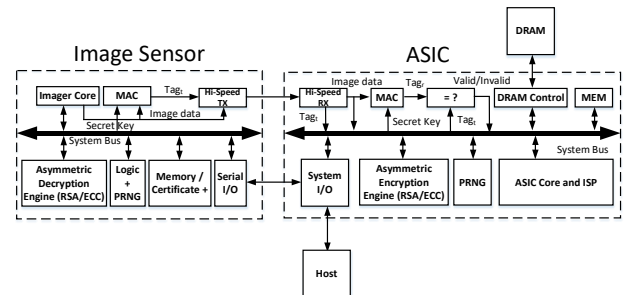 DRAM
Image Sensor
ASIC
Imager Core
MAC
Tagt
Hi-Speed
TX
Image data
Secret Key
System Bus
Asymmetric
Decryption
Engine (RSA/ECC)
Logic
+
PRNG
Memory /
Certificate +
Serial
I/O
Hi-Speed
RX
Image data
Tagt
MAC
Tagr
= ?
Valid/Invalid
DRAM Control
MEM
Secret Key
Tagt
System Bus
System
I/O
Asymmetric
Encryption
Engine (RSA/ECC)
PRNG
ASIC Core and ISP
Host